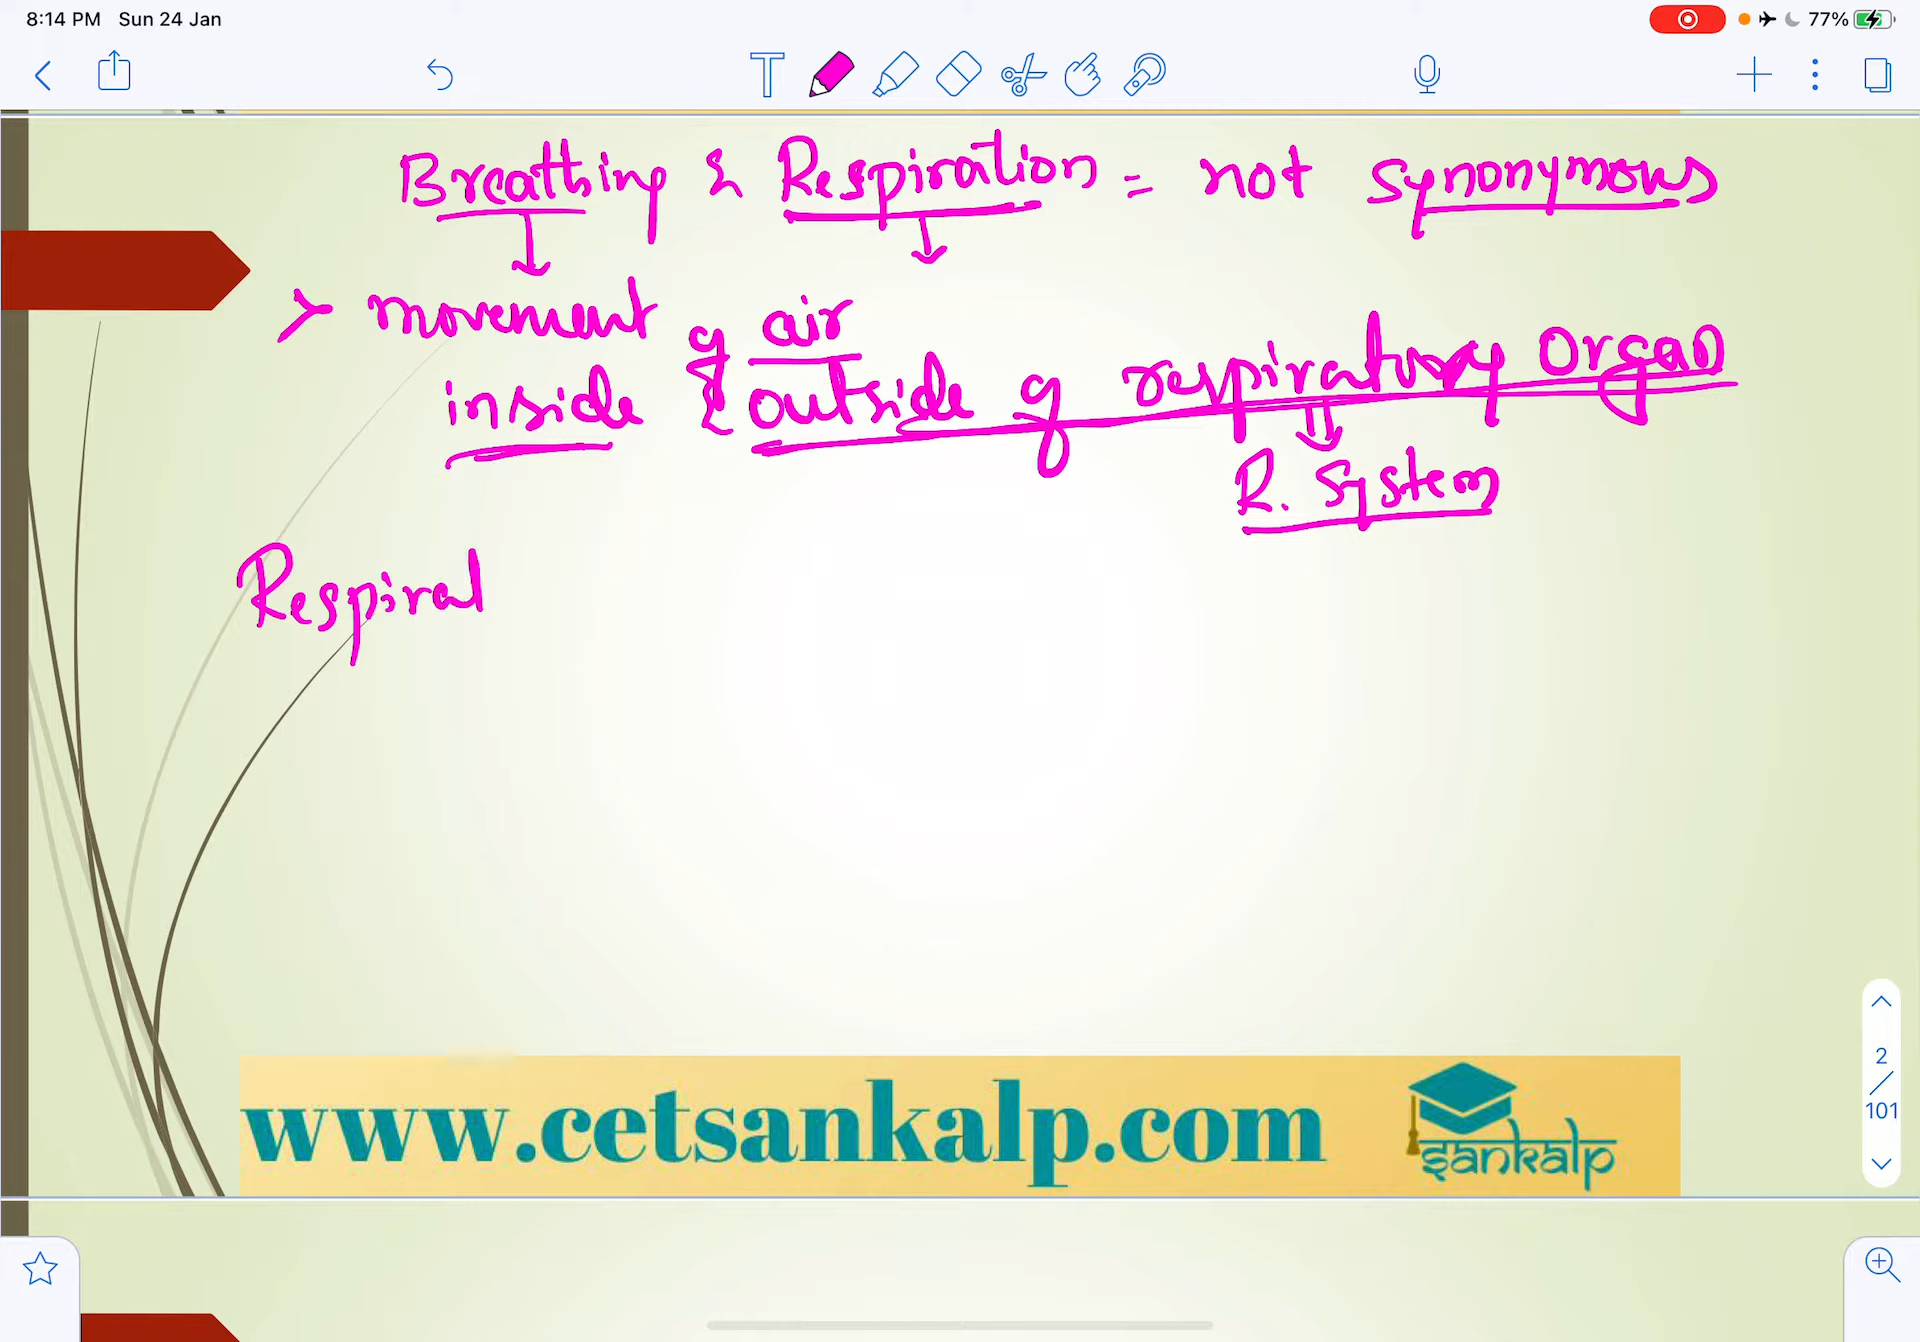 8:14 PM Sun 24 Jan 77%
Breathing & Respiration = not synonymous
movement of air
inside & outside of respiratory organ
R. System
Respirat
www.cetsankalp.com
sankalp
2
101